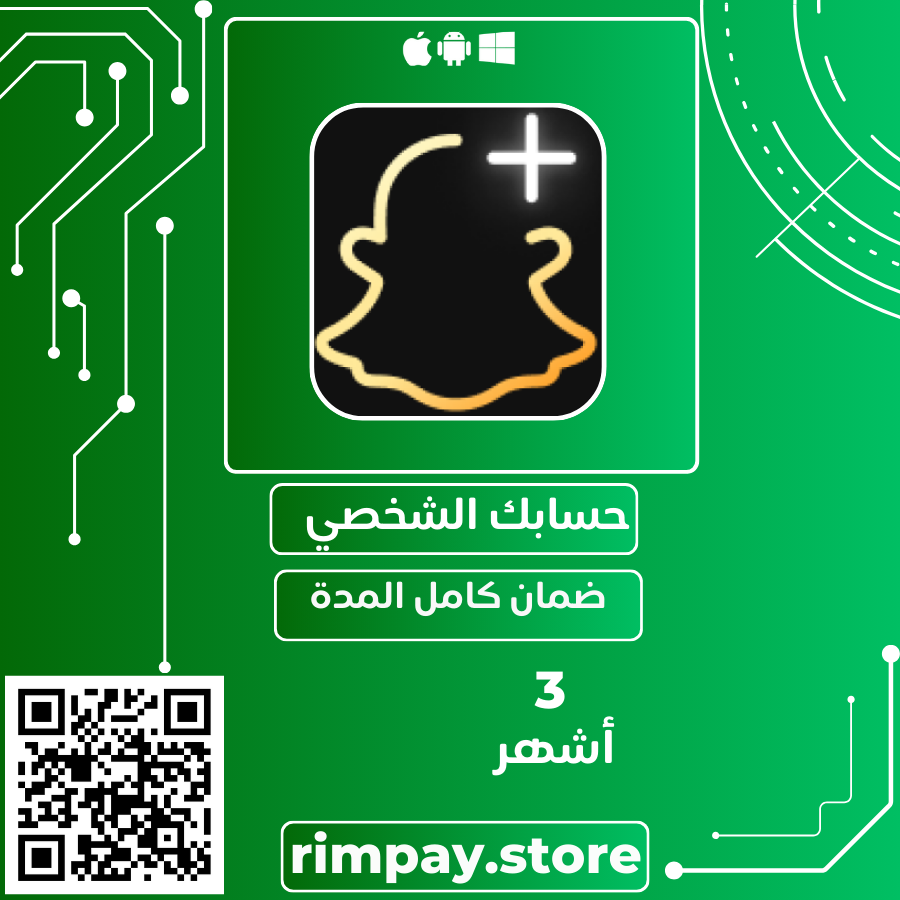 حسابك الشخصي
ضمان كامل المدة
3
أشهر
rimpay.store